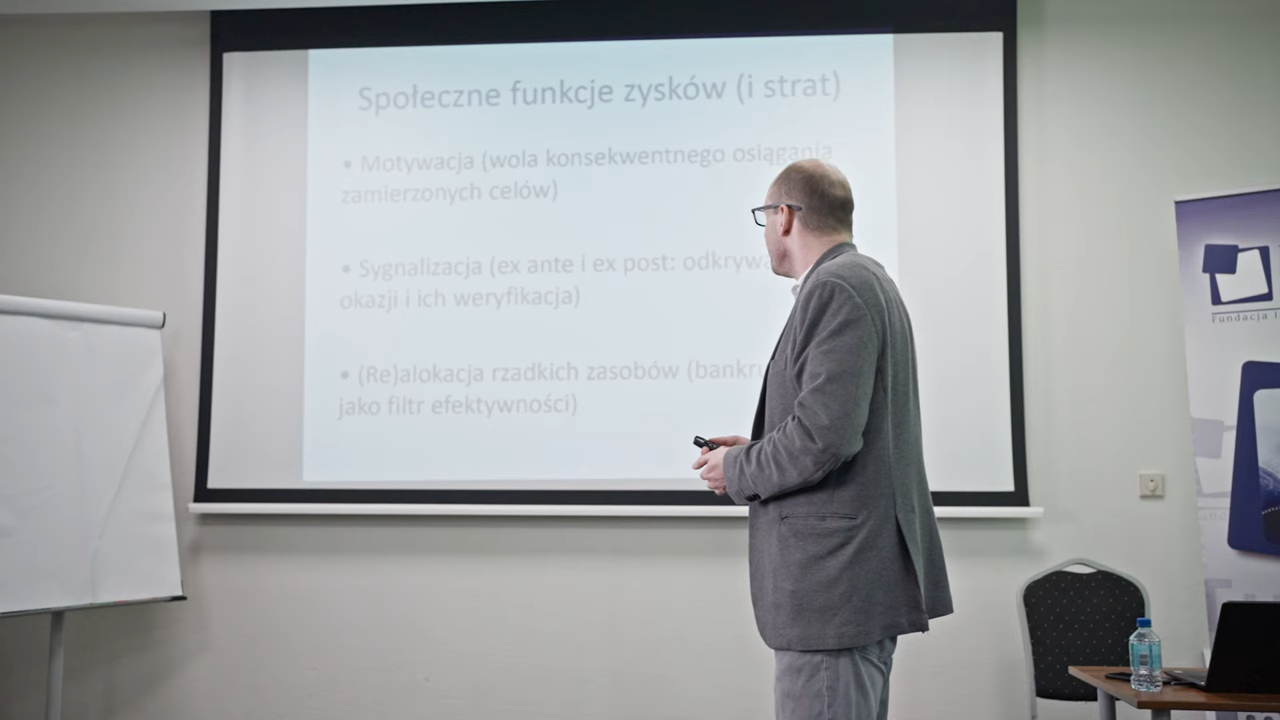 Społeczne funkcje zysków (i strat)
• Motywacja (wola konsekwentnego osiągania
zamierzonych celów)
• Sygnalizacja (ex ante i ex post:
okazji i ich weryfikacja)
• (Re)alokacja rzadkich zasobów
jako filtr efektywności)
Fundacja